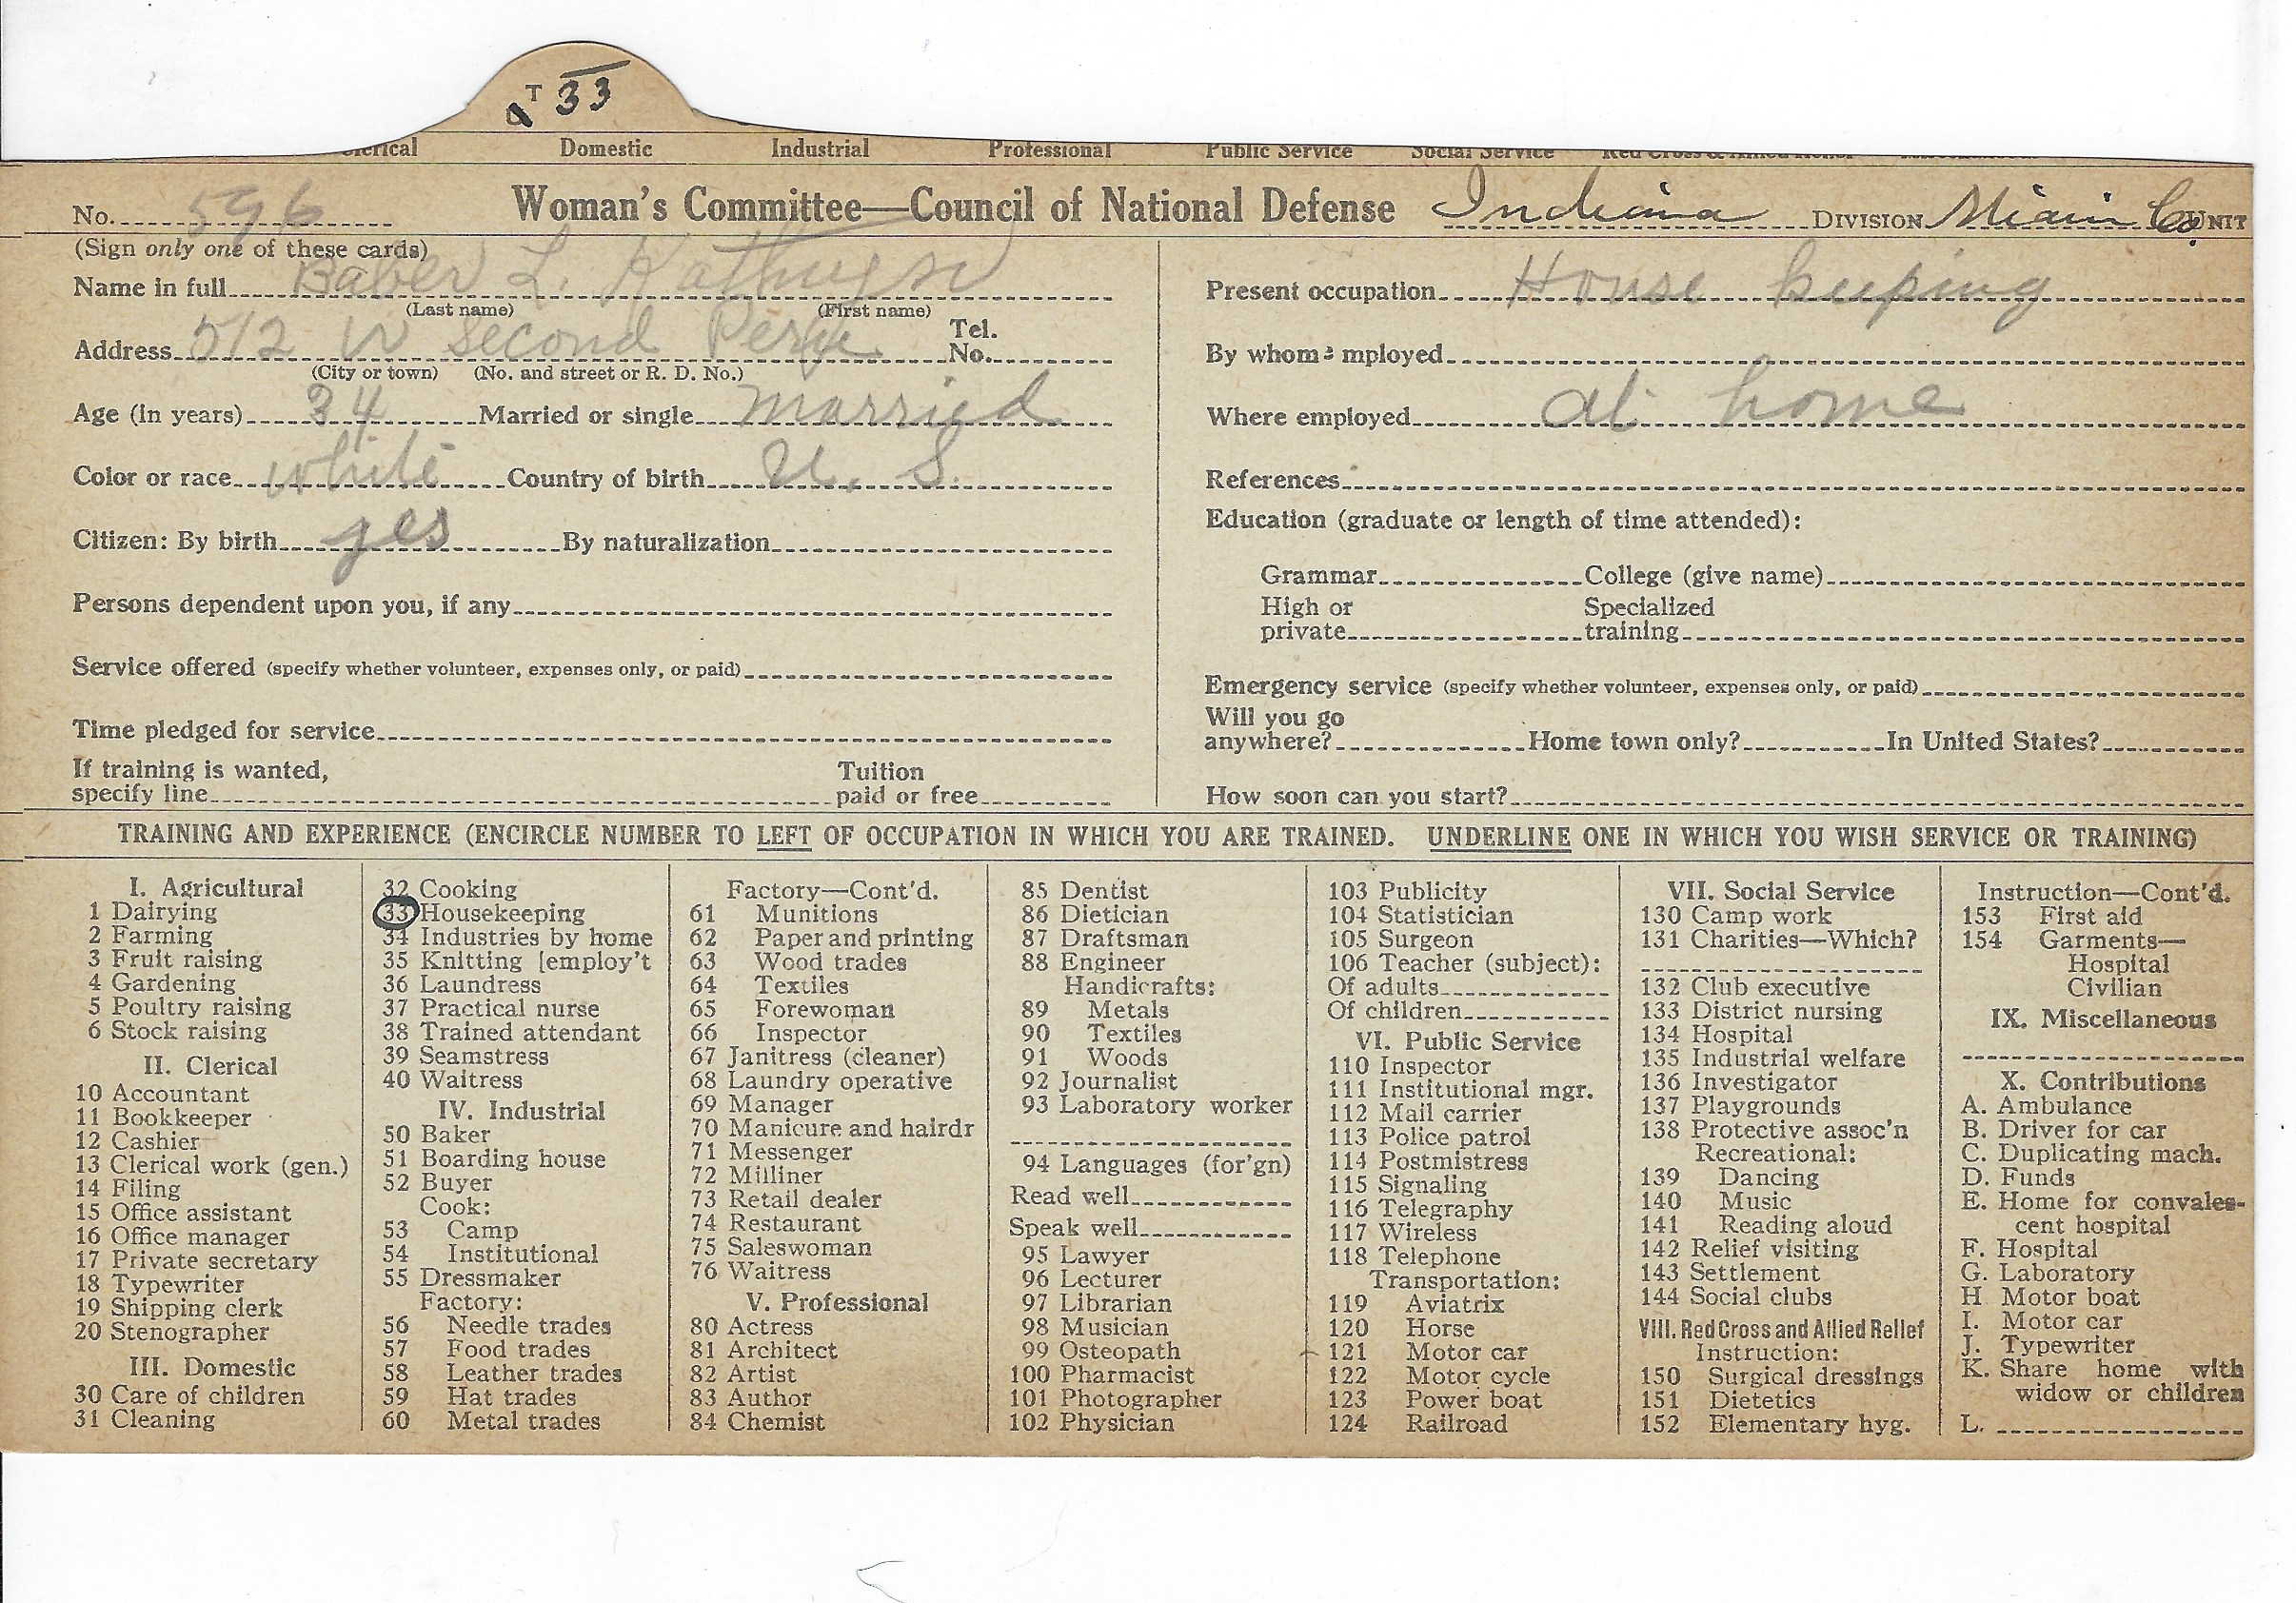 T 33
Clerical Domestic Industrial Professional Public Service Social Service
No. 596 Woman's Committee—Council of National Defense Indiana DIVISION Miami Co. UNIT
(Sign only one of these cards)
Name in full Baber L. Kathryn
(Last name) (First name)
Address 512 W Second Peru Tel. No.
(City or town) (No. and street or R. D. No.)
Age (in years) 34 Married or single married
Color or race white Country of birth U. S.
Citizen: By birth yes By naturalization
Persons dependent upon you, if any
Service offered (specify whether volunteer, expenses only, or paid)
Time pledged for service
If training is wanted,
specify line Tuition paid or free
Present occupation House keeping
By whom employed
Where employed at home
References
Education (graduate or length of time attended):
Grammar College (give name)
High or private Specialized training
Emergency service (specify whether volunteer, expenses only, or paid)
Will you go
anywhere? Home town only? In United States?
How soon can you start?
TRAINING AND EXPERIENCE (ENCIRCLE NUMBER TO LEFT OF OCCUPATION IN WHICH YOU ARE TRAINED. UNDERLINE ONE IN WHICH YOU WISH SERVICE OR TRAINING)
I. Agricultural
1 Dairying
2 Farming
3 Fruit raising
4 Gardening
5 Poultry raising
6 Stock raising
II. Clerical
10 Accountant
11 Bookkeeper
12 Cashier
13 Clerical work (gen.)
14 Filing
15 Office assistant
16 Office manager
17 Private secretary
18 Typewriter
19 Shipping clerk
20 Stenographer
III. Domestic
30 Care of children
31 Cleaning
32 Cooking
33 Housekeeping
34 Industries by home
35 Knitting [employ't
36 Laundress
37 Practical nurse
38 Trained attendant
39 Seamstress
40 Waitress
IV. Industrial
50 Baker
51 Boarding house
52 Buyer
Cook:
53 Camp
54 Institutional
55 Dressmaker
Factory:
56 Needle trades
57 Food trades
58 Leather trades
59 Hat trades
60 Metal trades
Factory—Cont'd.
61 Munitions
62 Paper and printing
63 Wood trades
64 Textiles
65 Forewoman
66 Inspector
67 Janitress (cleaner)
68 Laundry operative
69 Manager
70 Manicure and hairdr
71 Messenger
72 Milliner
73 Retail dealer
74 Restaurant
75 Saleswoman
76 Waitress
V. Professional
80 Actress
81 Architect
82 Artist
83 Author
84 Chemist
85 Dentist
86 Dietician
87 Draftsman
88 Engineer
Handicrafts:
89 Metals
90 Textiles
91 Woods
92 Journalist
93 Laboratory worker
94 Languages (for'gn)
Read well
Speak well
95 Lawyer
96 Lecturer
97 Librarian
98 Musician
99 Osteopath
100 Pharmacist
101 Photographer
102 Physician
103 Publicity
104 Statistician
105 Surgeon
106 Teacher (subject):
Of adults
Of children
VI. Public Service
110 Inspector
111 Institutional mgr.
112 Mail carrier
113 Police patrol
114 Postmistress
115 Signaling
116 Telegraphy
117 Wireless
118 Telephone
Transportation:
119 Aviatrix
120 Horse
121 Motor car
122 Motor cycle
123 Power boat
124 Railroad
VII. Social Service
130 Camp work
131 Charities—Which?
132 Club executive
133 District nursing
134 Hospital
135 Industrial welfare
136 Investigator
137 Playgrounds
138 Protective assoc'n
Recreational:
139 Dancing
140 Music
141 Reading aloud
142 Relief visiting
143 Settlement
144 Social clubs
VIII. Red Cross and Allied Relief
Instruction:
150 Surgical dressings
151 Dietetics
152 Elementary hyg.
Instruction—Cont'd.
153 First aid
154 Garments—
Hospital
Civilian
IX. Miscellaneous
X. Contributions
A. Ambulance
B. Driver for car
C. Duplicating mach.
D. Funds
E. Home for convales-
cent hospital
F. Hospital
G. Laboratory
H Motor boat
I. Motor car
J. Typewriter
K. Share home with
widow or children
L.